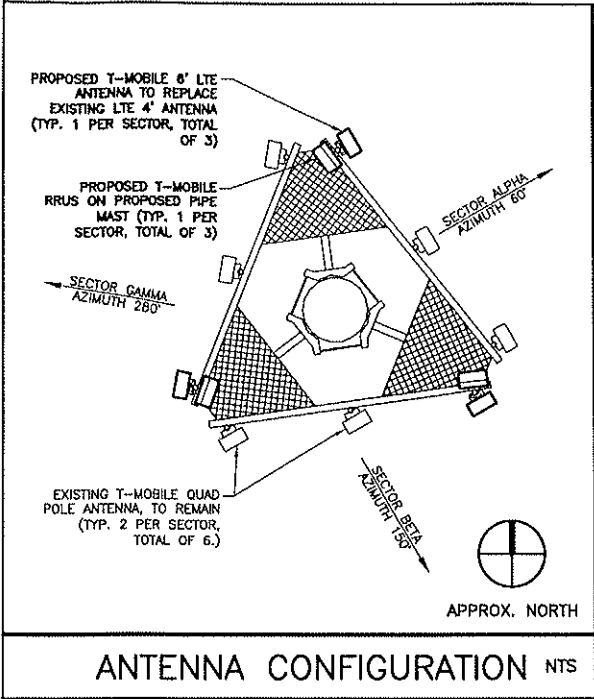 PROPOSED T-MOBILE 8' LTE
ANTENNA TO REPLACE
EXISTING LTE 4' ANTENNA
(TYP. 1 PER SECTOR, TOTAL
OF 3)
PROPOSED T-MOBILE
RRUS ON PROPOSED PIPE
MAST (TYP. 1 PER
SECTOR, TOTAL OF 3)
SECTOR ALPHA
AZIMUTH 60°
SECTOR GAMMA
AZIMUTH 280°
EXISTING T-MOBILE QUAD
POLE ANTENNA, TO REMAIN
(TYP. 2 PER SECTOR,
TOTAL OF 6.)
SECTOR BETA
AZIMUTH 150°
APPROX. NORTH
ANTENNA CONFIGURATION NTS